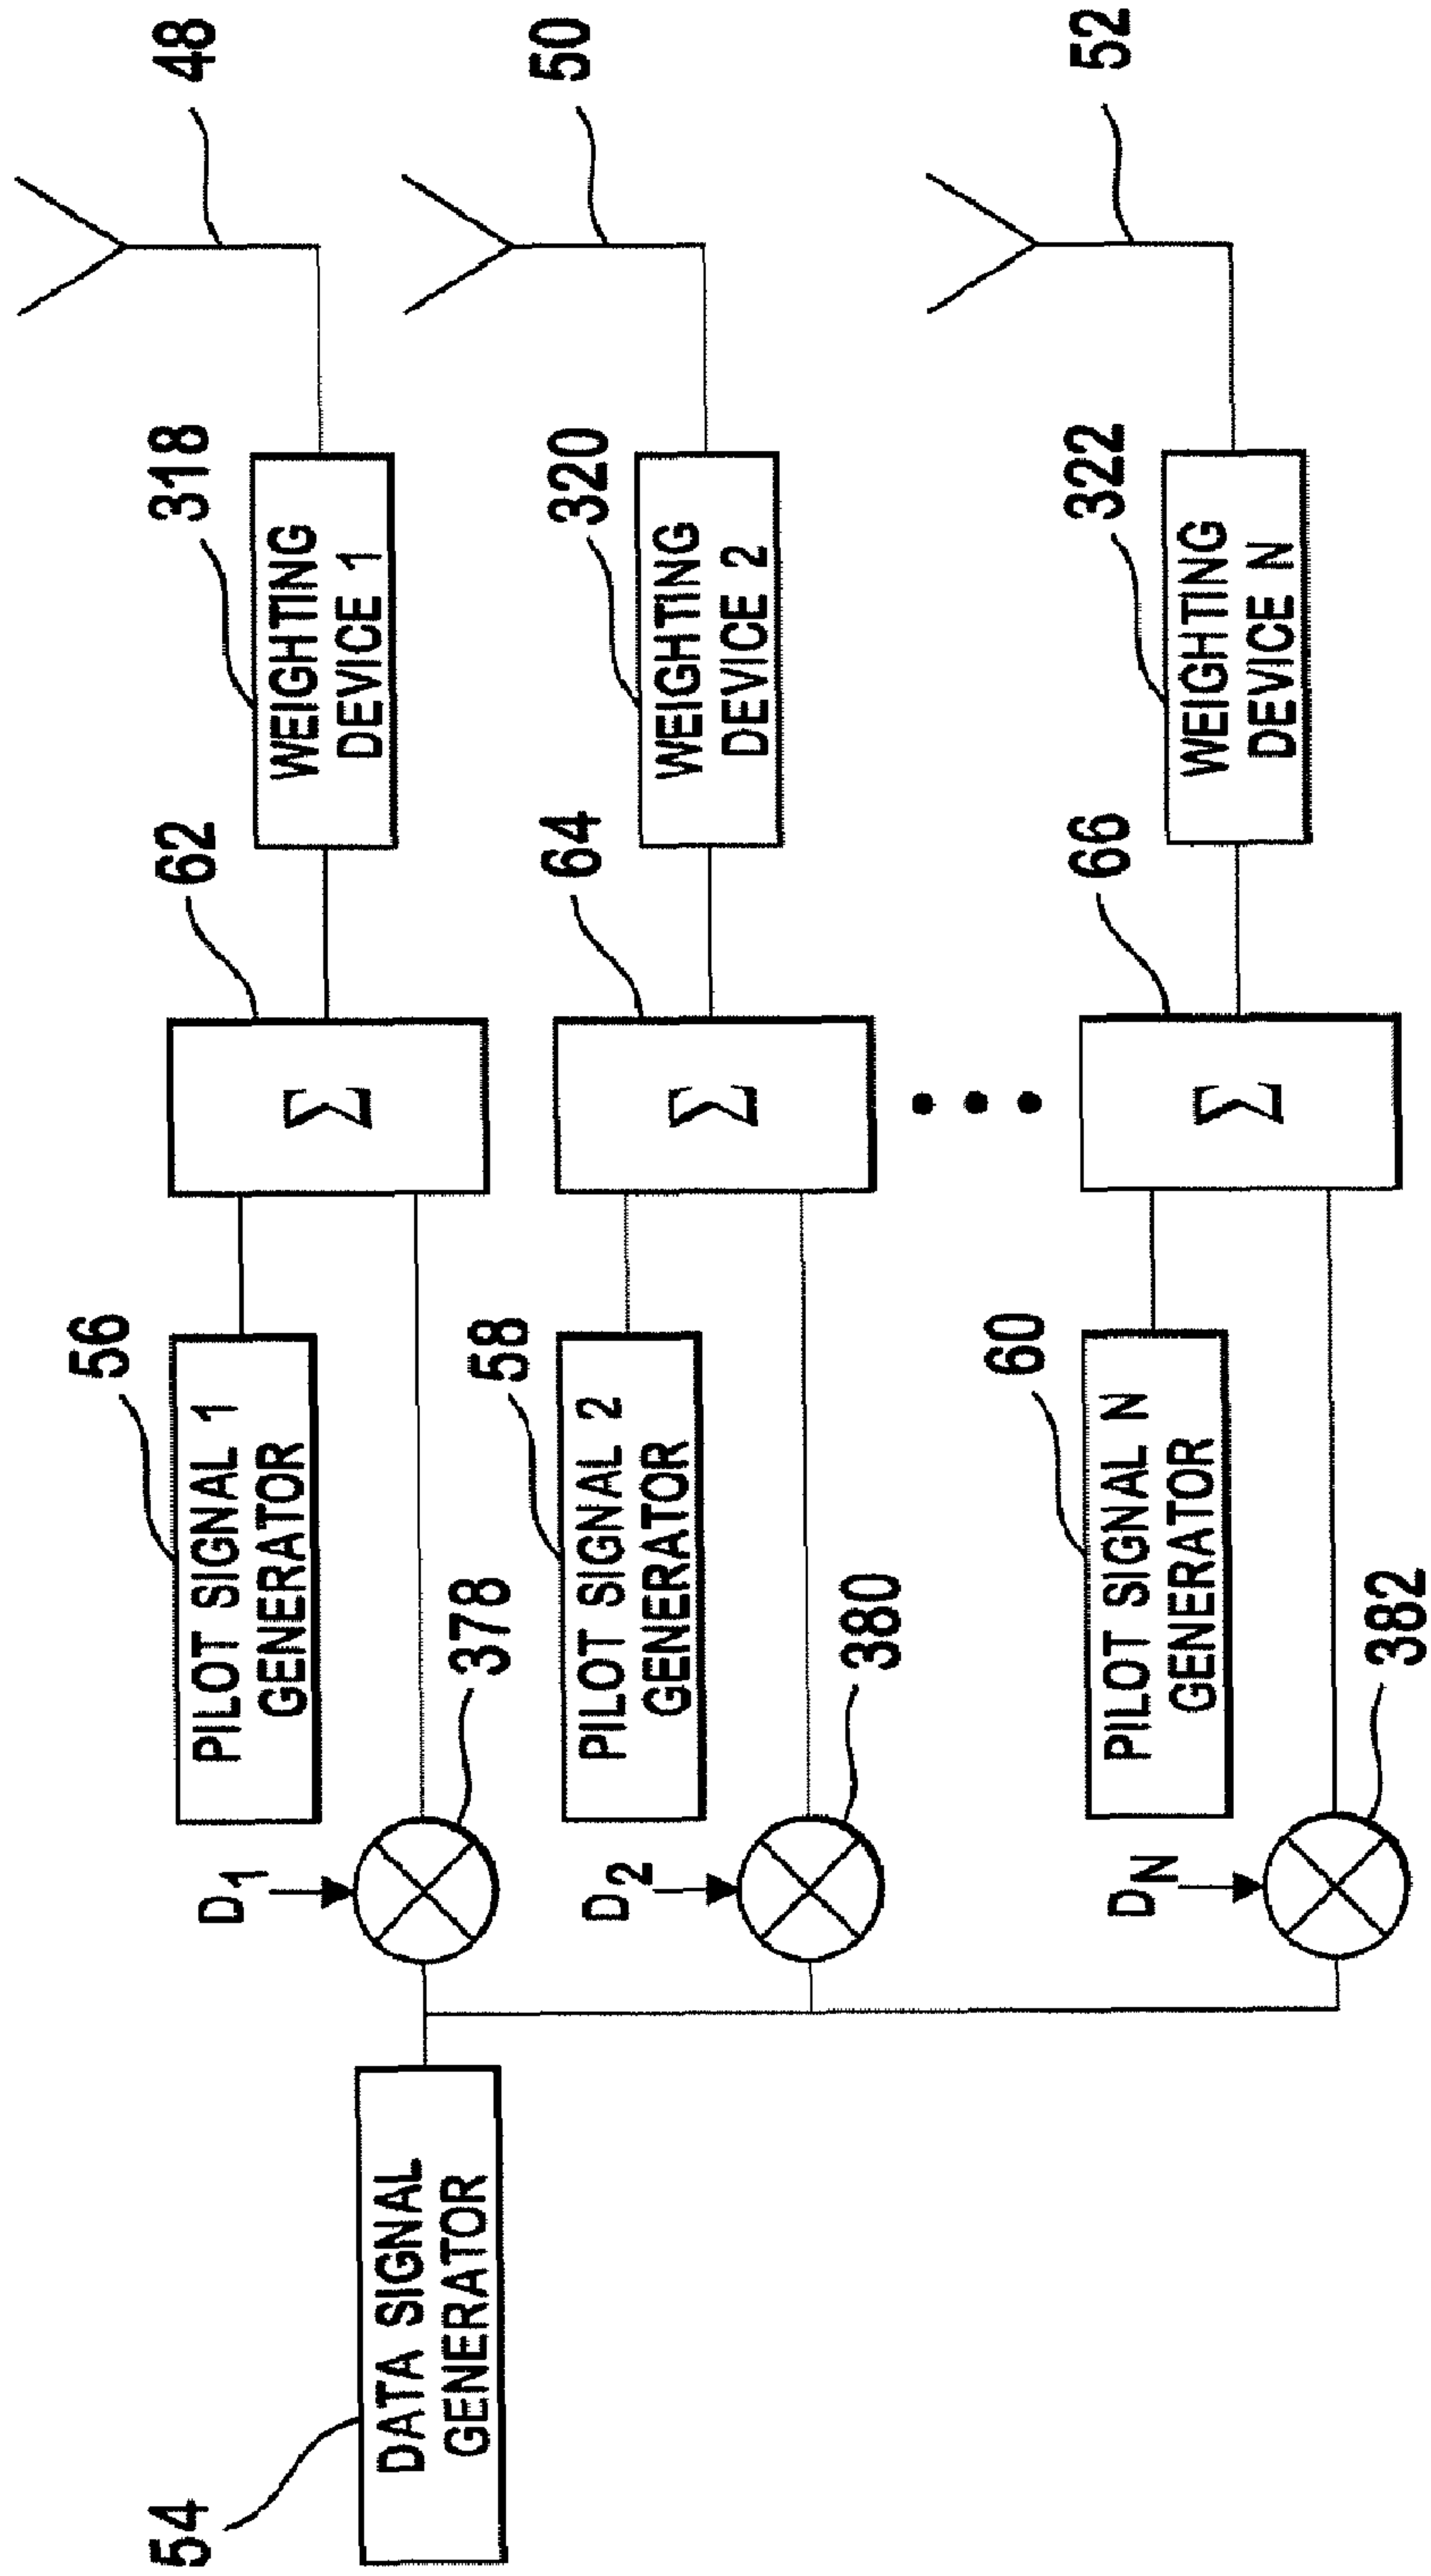 48
318
62
56
PILOT SIGNAL 1
GENERATOR
Σ
WEIGHTING
DEVICE 1
D1
378
50
320
64
58
PILOT SIGNAL 2
GENERATOR
Σ
WEIGHTING
DEVICE 2
D2
380
54
DATA SIGNAL
GENERATOR
52
322
66
60
PILOT SIGNAL N
GENERATOR
Σ
WEIGHTING
DEVICE N
DN
382